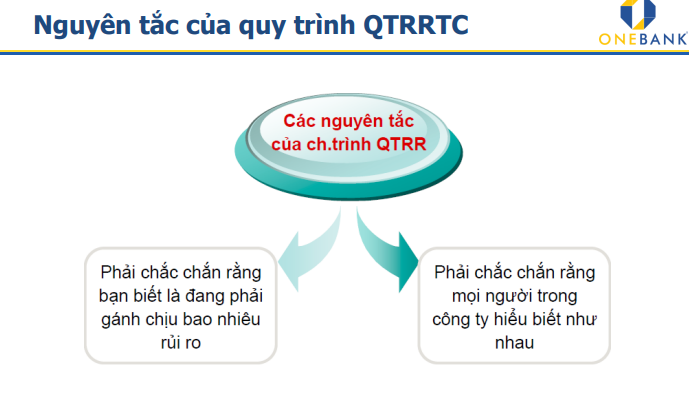 Nguyên tắc của quy trình QTRRTC
ONEBANK
Các nguyên tắc
của ch.trình QTRR
Phải chắc chắn rằng
bạn biết là đang phải
gánh chịu bao nhiêu
rủi ro
Phải chắc chắn rằng
mọi người trong
công ty hiểu biết như
nhau